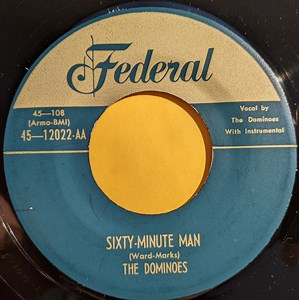 Federal
45—108
(Armo-BMI)
45—12022-AA
Vocal by
The Dominoes
With Instrumental
SIXTY-MINUTE MAN
(Ward-Marks)
THE DOMINOES